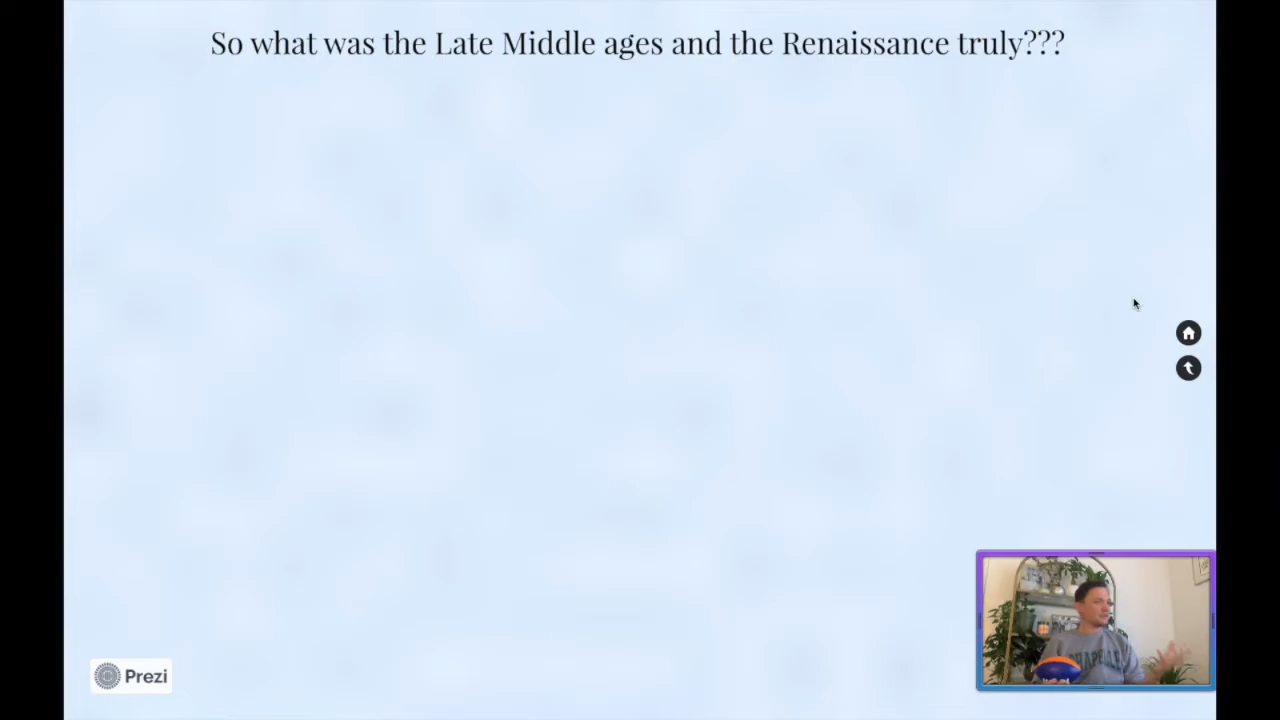 So what was the Late Middle ages and the Renaissance truly???
Prezi